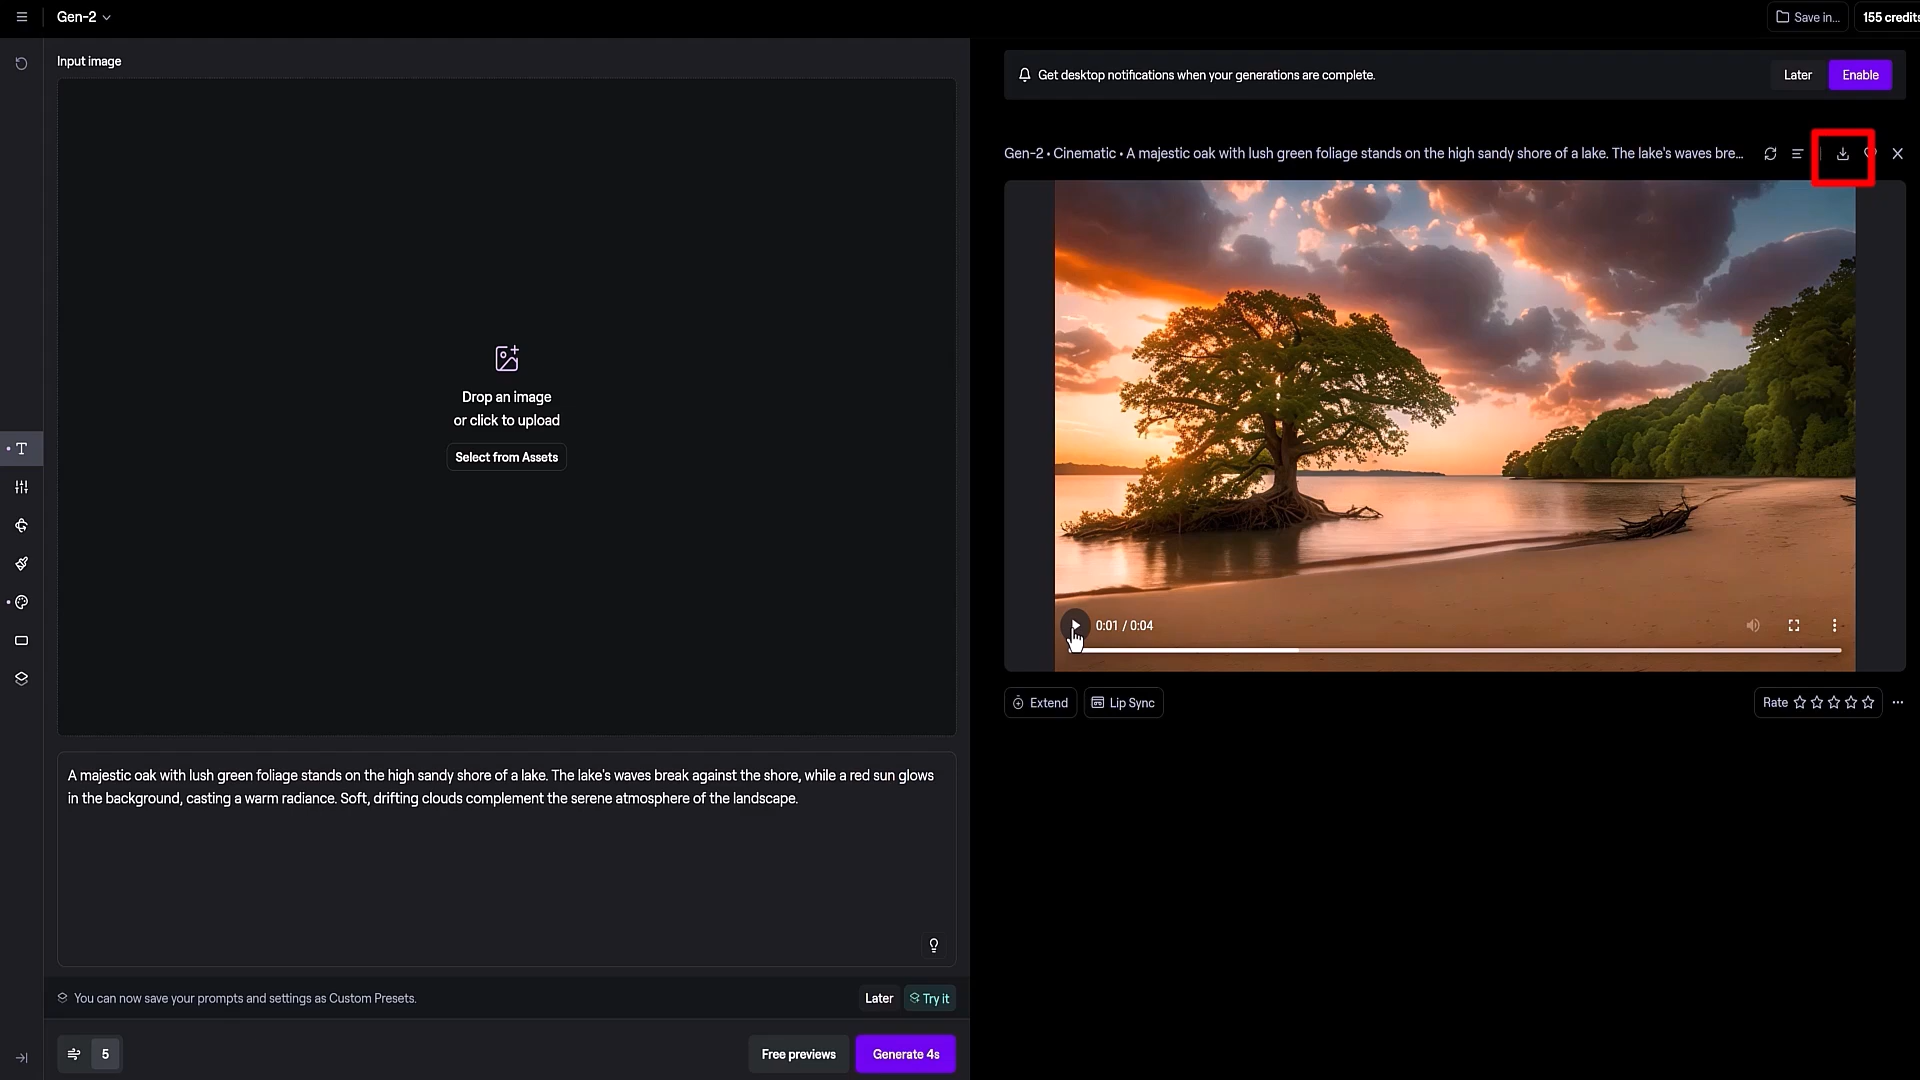 Gen-2
Save in...
155 credits
Input image
Get desktop notifications when your generations are complete.
Later
Enable
Gen-2 • Cinematic • A majestic oak with lush green foliage stands on the high sandy shore of a lake. The lake's waves bre...
Drop an image
or click to upload
Select from Assets
T
0:01 / 0:04
Extend
Lip Sync
Rate
A majestic oak with lush green foliage stands on the high sandy shore of a lake. The lake's waves break against the shore, while a red sun glows
in the background, casting a warm radiance. Soft, drifting clouds complement the serene atmosphere of the landscape.
You can now save your prompts and settings as Custom Presets.
Later
Try it
5
Free previews
Generate 4s